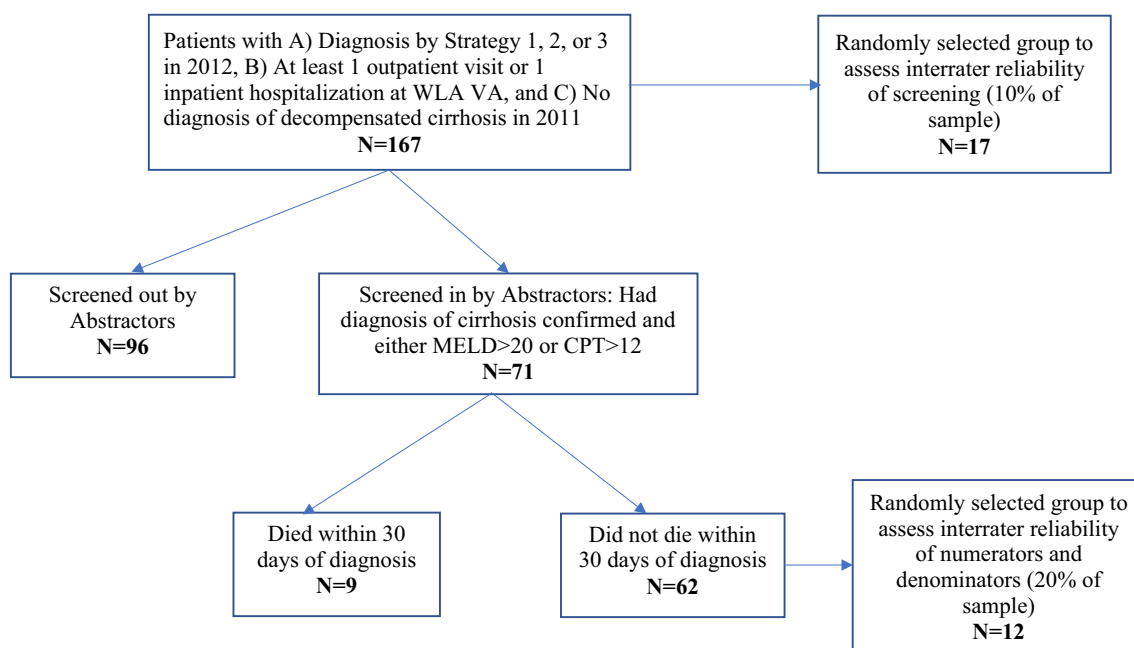 Patients with A) Diagnosis by Strategy 1, 2, or 3
in 2012, B) At least 1 outpatient visit or 1
inpatient hospitalization at WLA VA, and C) No
diagnosis of decompensated cirrhosis in 2011
N=167
Randomly selected group to
assess interrater reliability
of screening (10% of
sample)
N=17
Screened out by
Abstractors
N=96
Screened in by Abstractors: Had
diagnosis of cirrhosis confirmed and
either MELD>20 or CPT>12
N=71
Died within 30
days of diagnosis
N=9
Did not die within
30 days of diagnosis
N=62
Randomly selected group to
assess interrater reliability
of numerators and
denominators (20% of
sample)
N=12